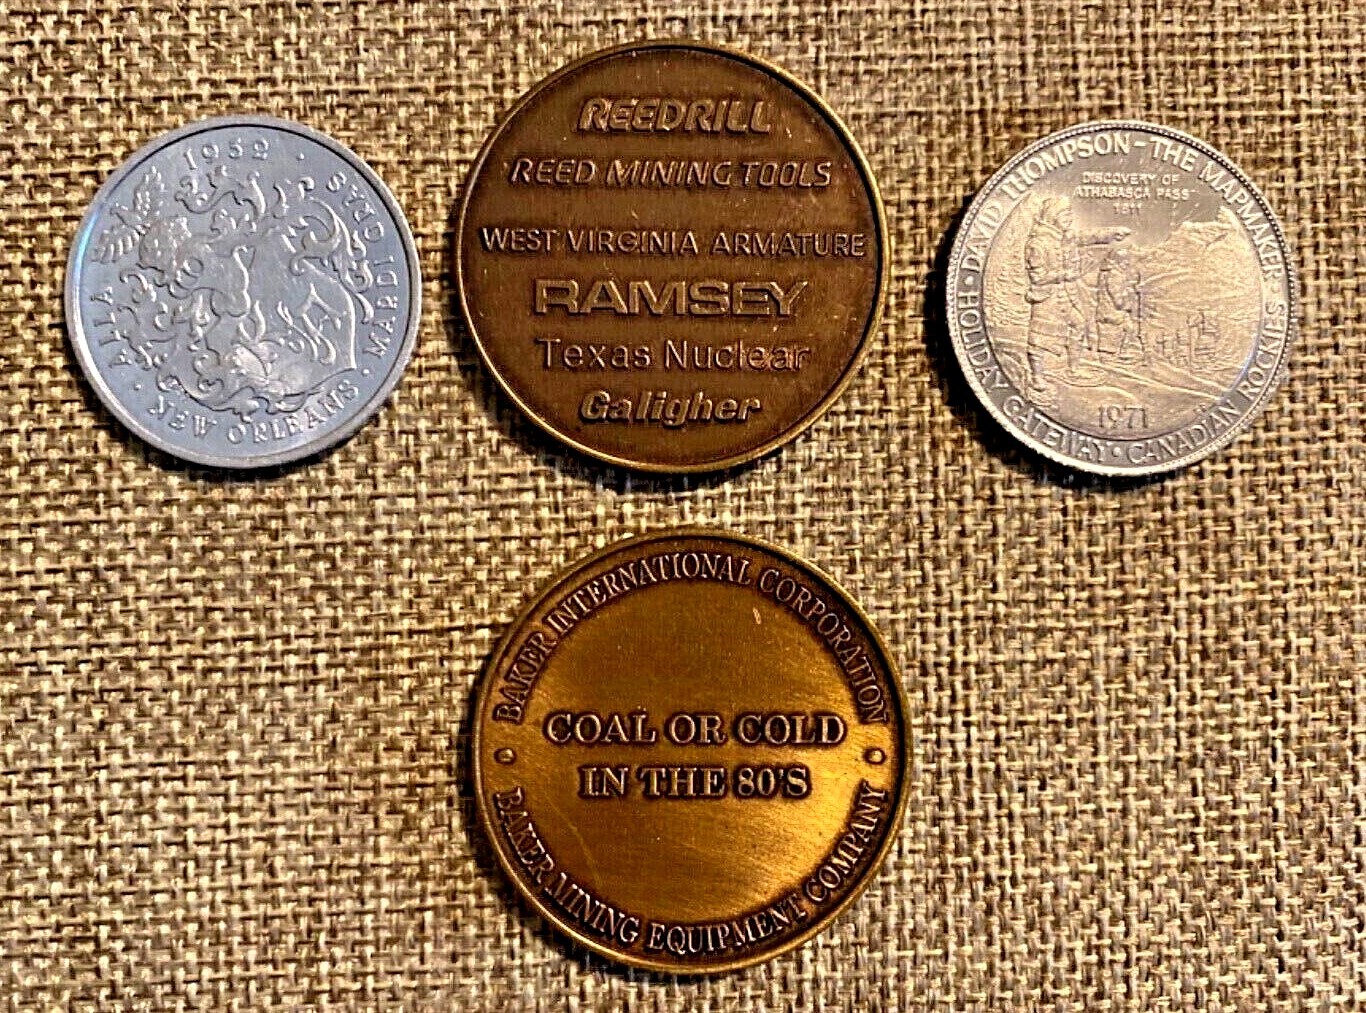 1952
MARDI GRAS
NEW ORLEANS
ALLA
REEDRILL
REED MINING TOOLS
WEST VIRGINIA ARMATURE
RAMSEY
Texas Nuclear
Galigher
DAVID THOMPSON-THE MAPMAKER
DISCOVERY OF
ATHABASCA PASS
1811
1971
HOLIDAY GATEWAY • CANADIAN ROCKIES
BAKER INTERNATIONAL CORPORATION
COAL OR COLD
IN THE 80'S
BAKER MINING EQUIPMENT COMPANY